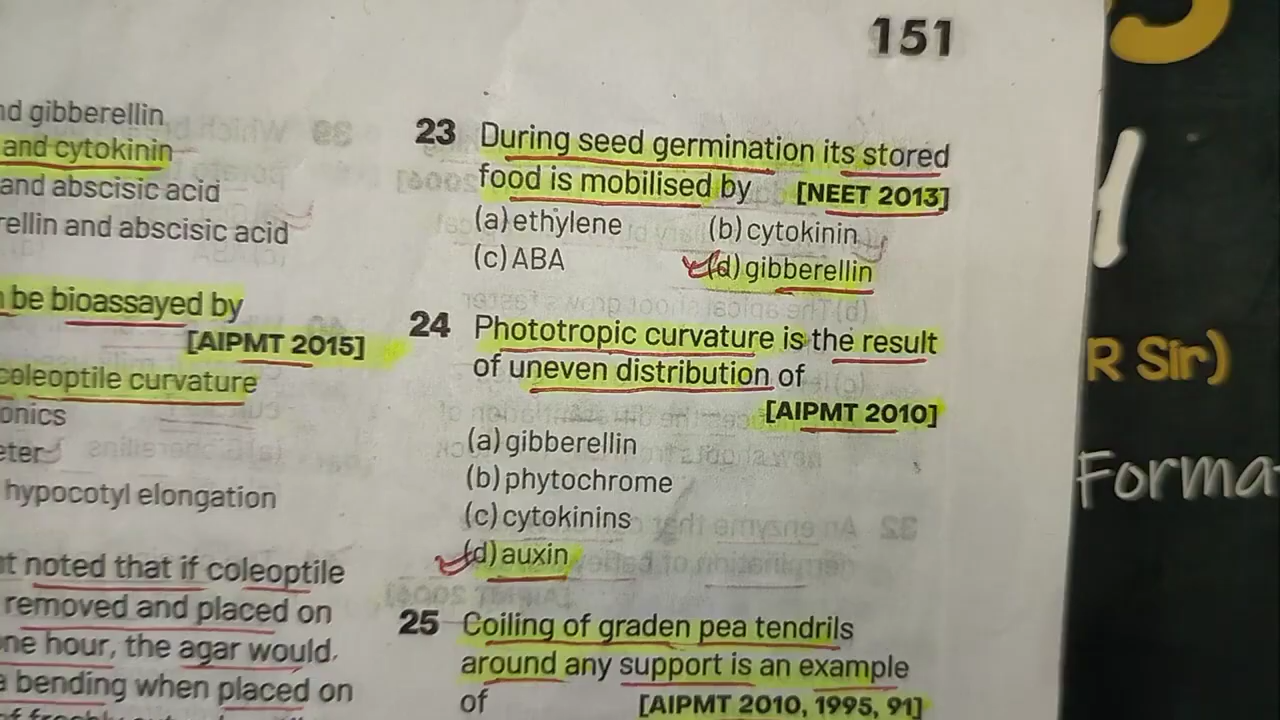 151
nd gibberellin
and cytokinin
and abscisic acid
rellin and abscisic acid
be bioassayed by
[AIPMT 2015]
coleoptile curvature
onics
eter
hypocotyl elongation
t noted that if coleoptile
removed and placed on
ne hour, the agar would
a bending when placed on
23 During seed germination its stored
food is mobilised by [NEET 2013]
(a) ethylene (b) cytokinin
(c) ABA (d) gibberellin
24 Phototropic curvature is the result
of uneven distribution of
[AIPMT 2010]
(a) gibberellin
(b) phytochrome
(c) cytokinins
(d) auxin
25 Coiling of graden pea tendrils
around any support is an example
of [AIPMT 2010, 1995, 91]
R Sir)
Forma